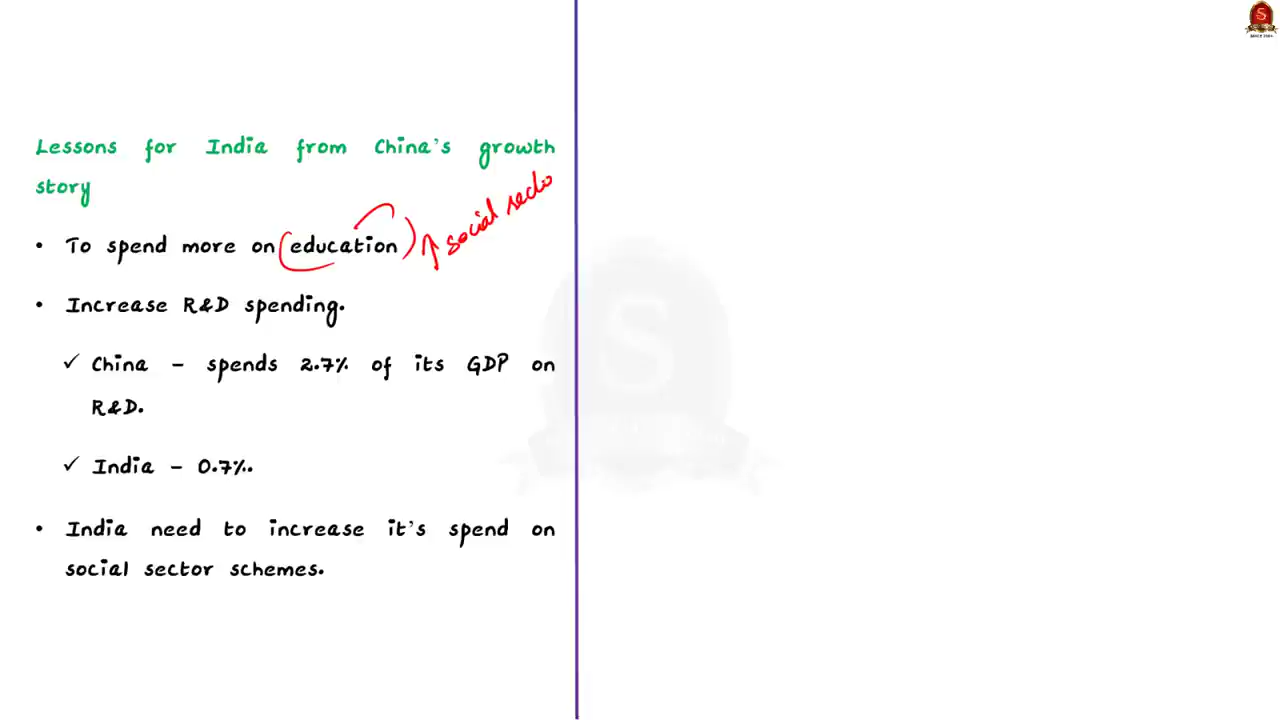 Lessons for India from China's growth
story
• To spend more on education ↑ social secto
• Increase R&D spending.
✓ China – spends 2.7% of its GDP on
R&D.
✓ India – 0.7%.
• India need to increase it's spend on
social sector schemes.